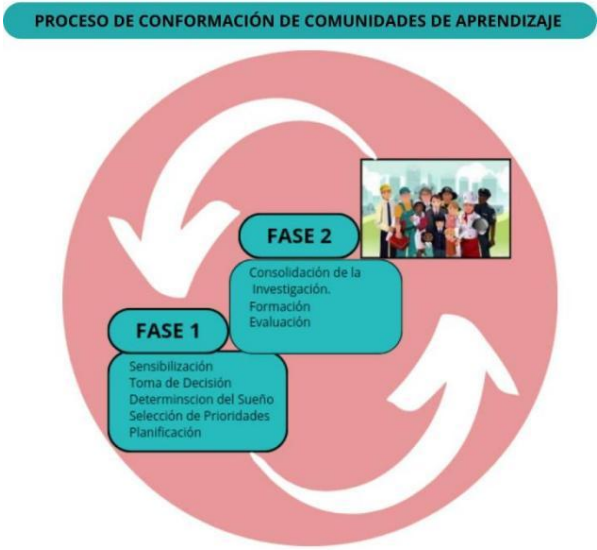 PROCESO DE CONFORMACIÓN DE COMUNIDADES DE APRENDIZAJE
FASE 2
Consolidación de la
Investigación.
Formación
Evaluación
FASE 1
Sensibilización
Toma de Decisión
Determinscion del Sueño
Selección de Prioridades
Planificación